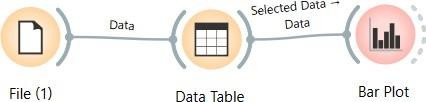 Data
Selected Data →
Data
File (1)
Data Table
Bar Plot